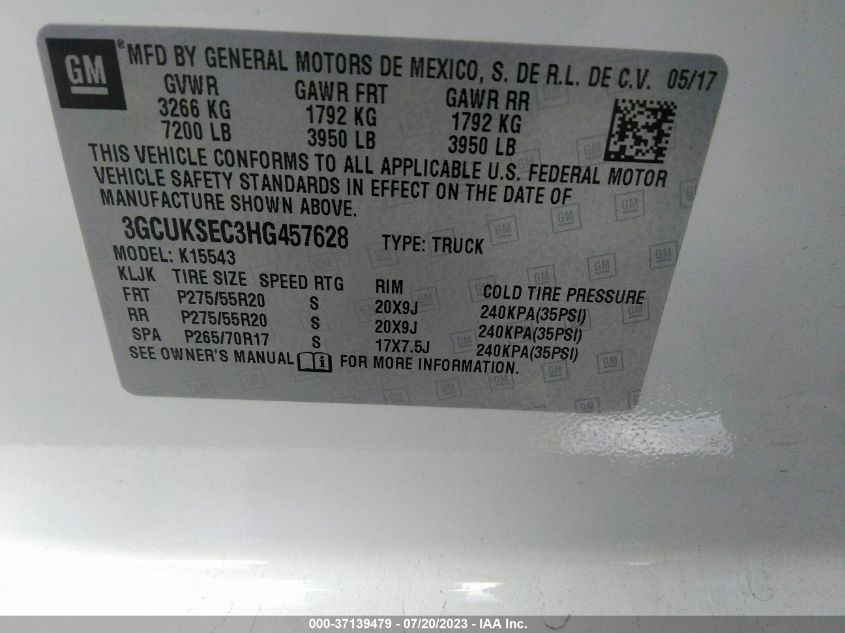 GM
® MFD BY GENERAL MOTORS DE MEXICO, S. DE R.L. DE C.V. 05/17
GVWR GAWR FRT GAWR RR
3266 KG 1792 KG 1792 KG
7200 LB 3950 LB 3950 LB
THIS VEHICLE CONFORMS TO ALL APPLICABLE U.S. FEDERAL MOTOR
VEHICLE SAFETY STANDARDS IN EFFECT ON THE DATE OF
MANUFACTURE SHOWN ABOVE.
3GCUKSEC3HG457628 TYPE: TRUCK
MODEL: K15543
KLJK TIRE SIZE SPEED RTG RIM COLD TIRE PRESSURE
FRT P275/55R20 S 20X9J 240KPA(35PSI)
RR P275/55R20 S 20X9J 240KPA(35PSI)
SPA P265/70R17 S 17X7.5J 240KPA(35PSI)
SEE OWNER'S MANUAL FOR MORE INFORMATION.
000-37139479 - 07/20/2023 - IAA Inc.